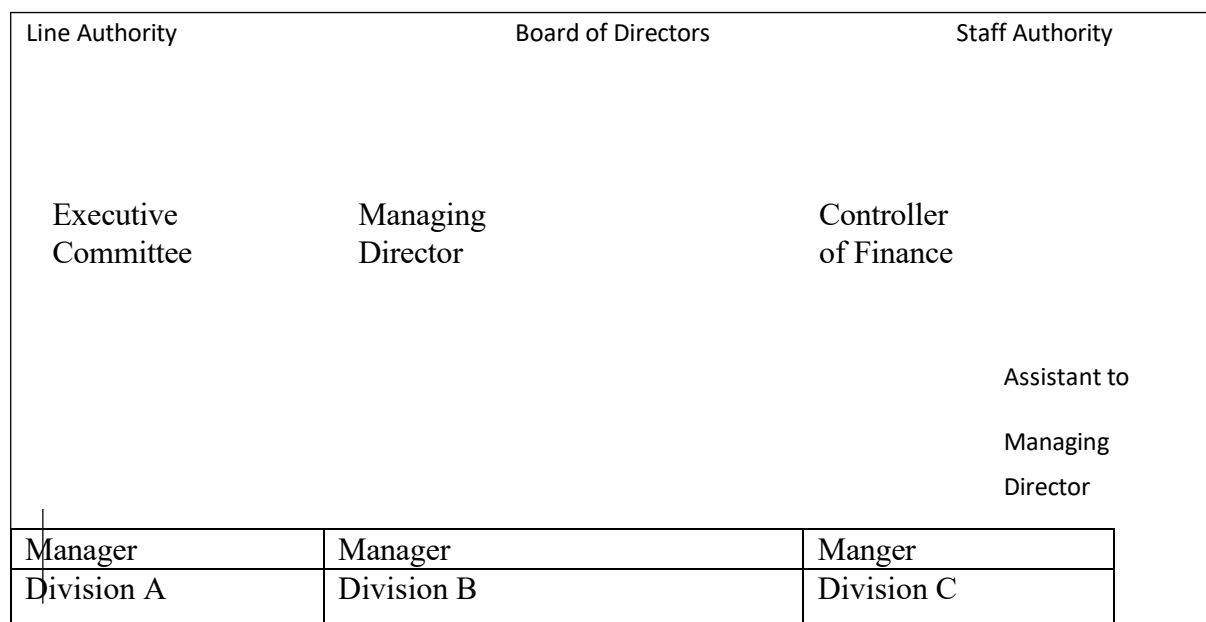 Line Authority Board of Directors Staff Authority
Executive Managing Controller
Committee Director of Finance
Assistant to
Managing
Director
Manager Manager Manger
Division A Division B Division C